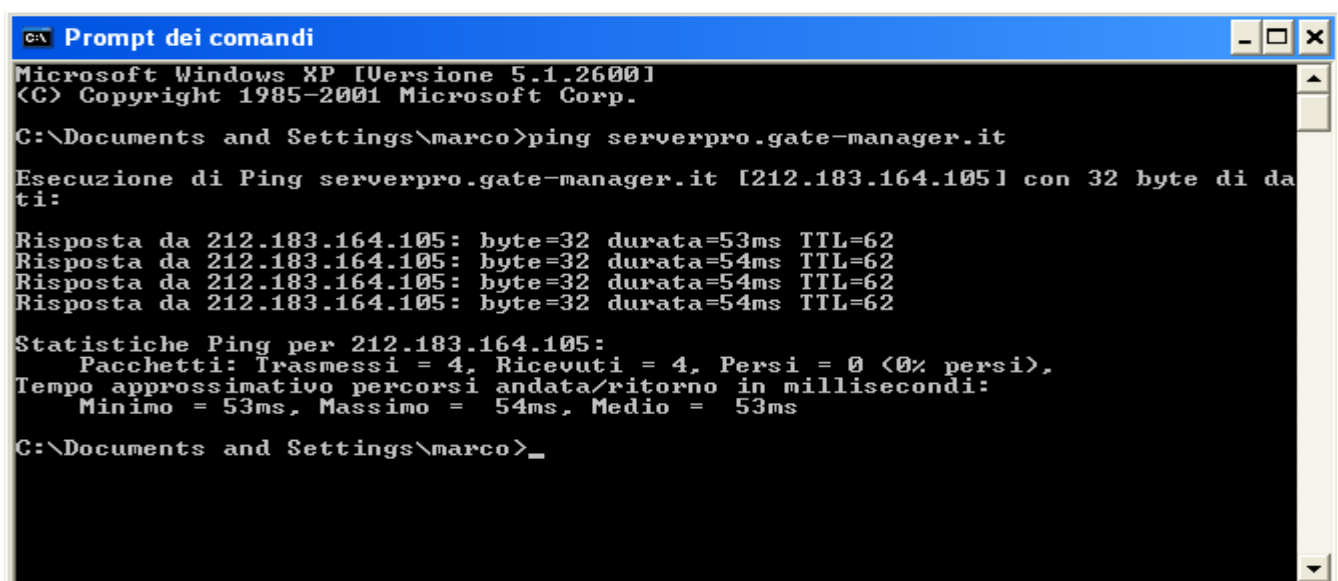 Prompt dei comandi
Microsoft Windows XP [Versione 5.1.2600]
(C) Copyright 1985-2001 Microsoft Corp.
C:\Documents and Settings\marco>ping serverpro.gate-manager.it
Esecuzione di Ping serverpro.gate-manager.it [212.183.164.105] con 32 byte di da
ti:
Risposta da 212.183.164.105: byte=32 durata=53ms TTL=62
Risposta da 212.183.164.105: byte=32 durata=54ms TTL=62
Risposta da 212.183.164.105: byte=32 durata=54ms TTL=62
Risposta da 212.183.164.105: byte=32 durata=54ms TTL=62
Statistiche Ping per 212.183.164.105:
    Pacchetti: Trasmessi = 4, Ricevuti = 4, Persi = 0 (0% persi),
Tempo approssimativo percorsi andata/ritorno in millisecondi:
    Minimo = 53ms, Massimo =  54ms, Medio =  53ms
C:\Documents and Settings\marco>_